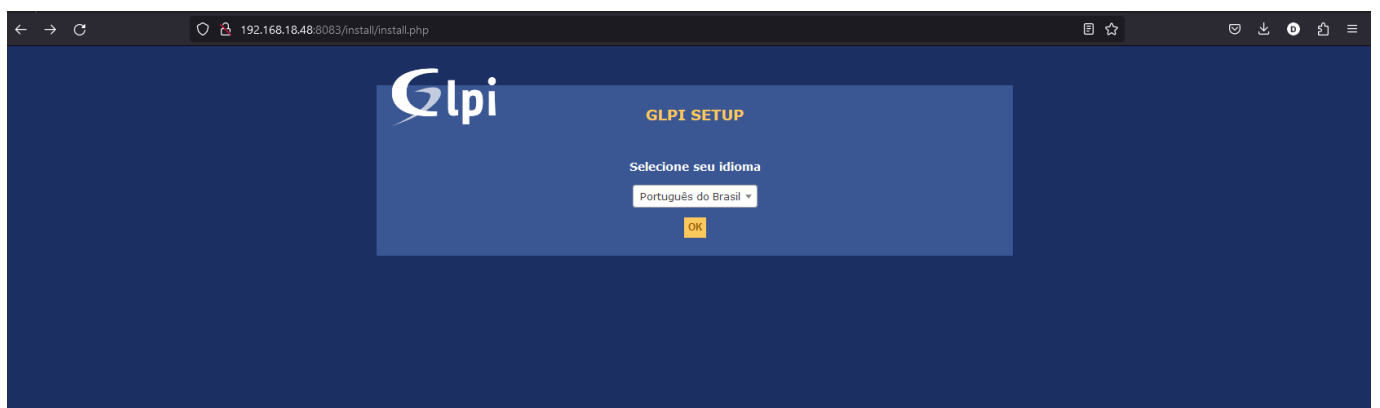 192.168.18.48:8083/install/install.php
Glpi
GLPI SETUP
Selecione seu idioma
Português do Brasil
OK